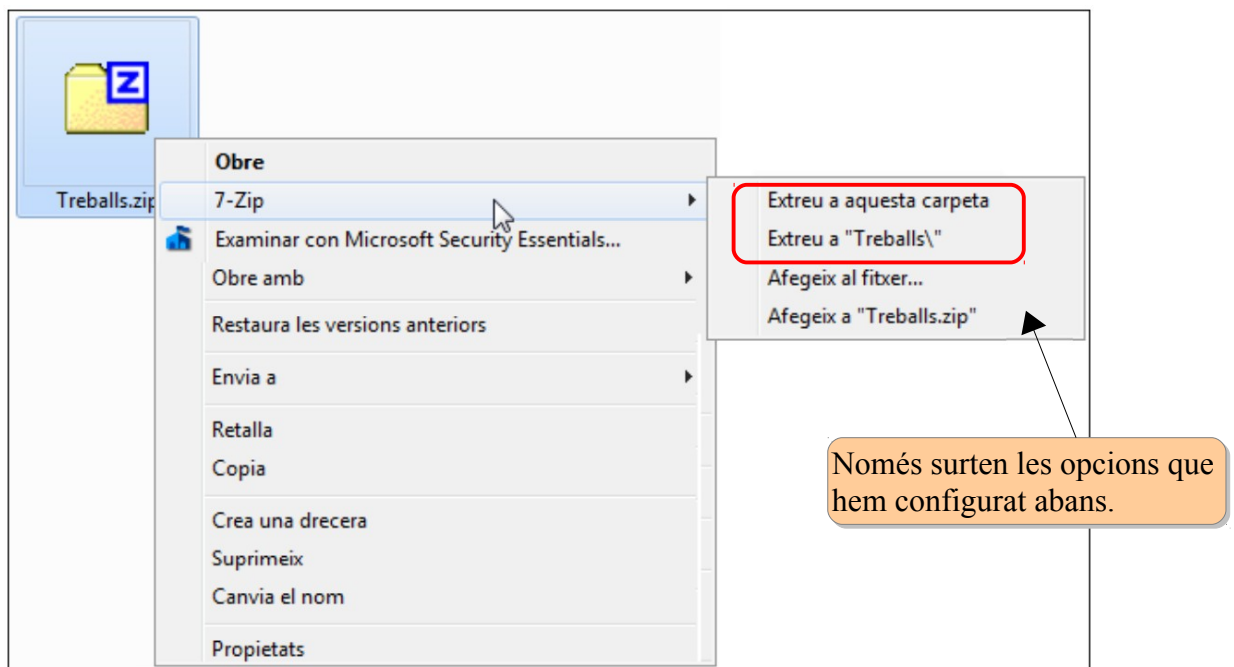 Z
Treballs.zip
Obre
7-Zip
Examinar con Microsoft Security Essentials...
Obre amb
Restaura les versions anteriors
Envia a
Retalla
Copia
Crea una drecera
Suprimeix
Canvia el nom
Propietats
Extreu a aquesta carpeta
Extreu a "Treballs\"
Afegeix al fitxer...
Afegeix a "Treballs.zip"
Només surten les opcions que
hem configurat abans.